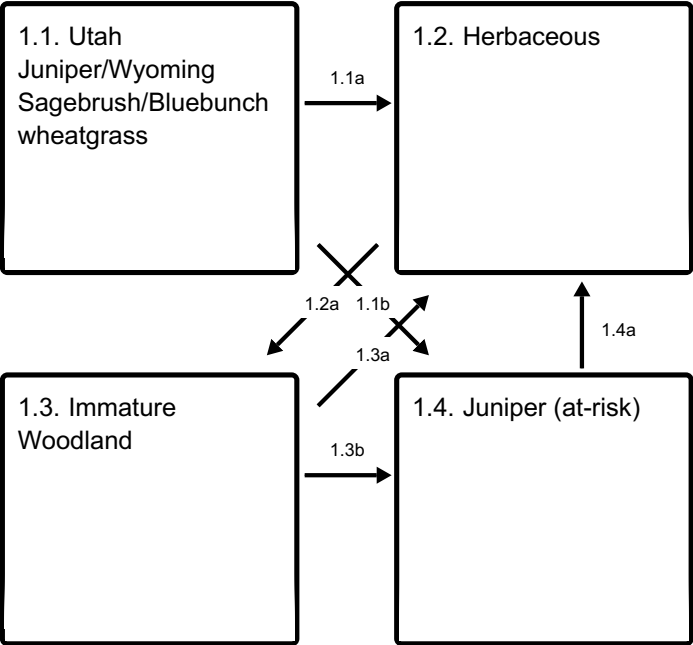 1.1. Utah
Juniper/Wyoming
Sagebrush/Bluebunch
wheatgrass
1.1a
1.2. Herbaceous
1.2a
1.1b
1.3a
1.4a
1.3. Immature
Woodland
1.3b
1.4. Juniper (at-risk)